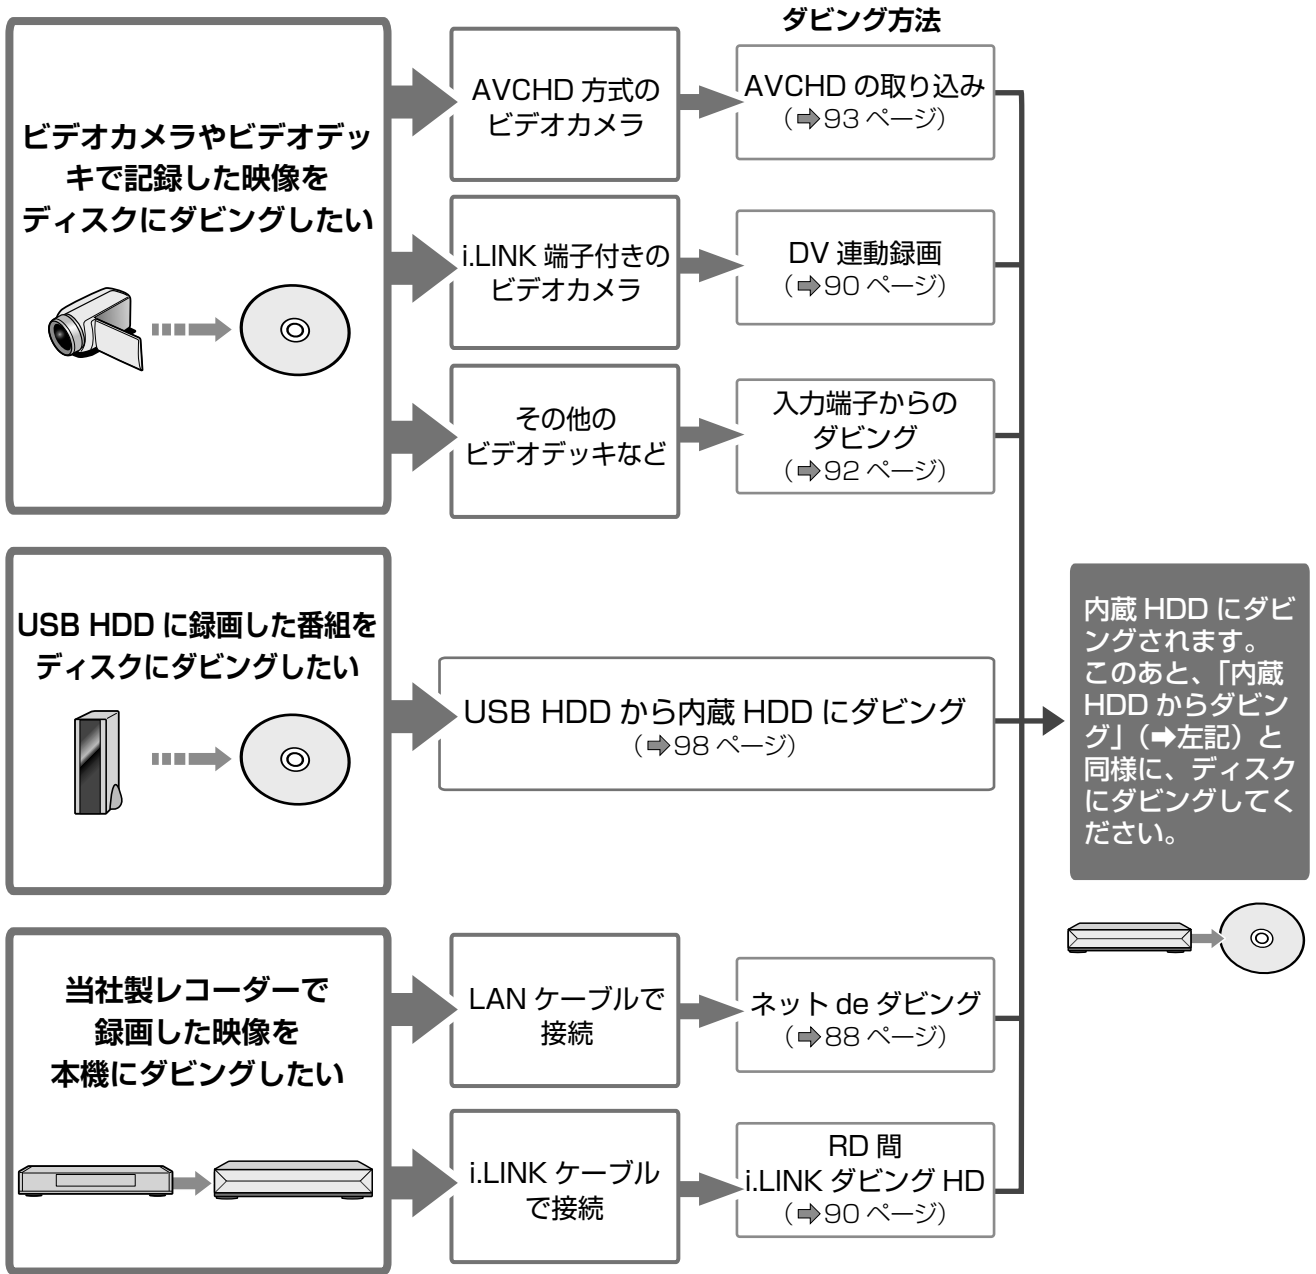 ダビング方法
ビデオカメラやビデオデッ
キで記録した映像を
ディスクにダビングしたい
AVCHD 方式の
ビデオカメラ
AVCHD の取り込み
（➡93 ページ）
i.LINK 端子付きの
ビデオカメラ
DV 連動録画
（➡90 ページ）
その他の
ビデオデッキなど
入力端子からの
ダビング
（➡92 ページ）
USB HDD に録画した番組を
ディスクにダビングしたい
USB HDD から内蔵 HDD にダビング
（➡98 ページ）
内蔵 HDD にダビ
ングされます。
このあと、「内蔵
HDD からダビン
グ」（➡左記）と
同様に、ディスク
にダビングしてく
ださい。
当社製レコーダーで
録画した映像を
本機にダビングしたい
LAN ケーブルで
接続
ネット de ダビング
（➡88 ページ）
i.LINK ケーブル
で接続
RD 間
i.LINK ダビング HD
（➡90 ページ）